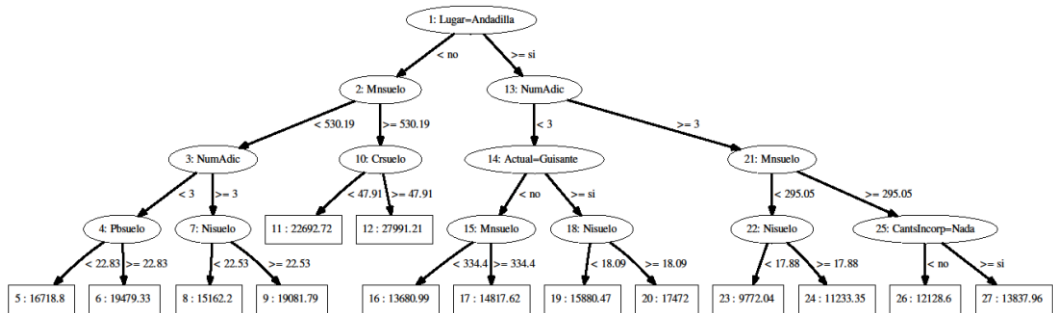 1: Lugar=Andadilla
< no
>= si
2: Mnsuelo
13: NumAdic
< 530.19
>= 530.19
< 3
>= 3
3: NumAdic
10: Crsuelo
14: Actual=Guisante
21: Mnsuelo
< 3
>= 3
< 47.91
>= 47.91
< no
>= si
< 295.05
>= 295.05
4: Pbsuelo
7: Nisuelo
11 : 22692.72
12 : 27991.21
15: Mnsuelo
18: Nisuelo
22: Nisuelo
25: CantsIncorp=Nada
< 22.83
>= 22.83
< 22.53
>= 22.53
< 334.4
>= 334.4
< 18.09
>= 18.09
< 17.88
>= 17.88
< no
>= si
5 : 16718.8
6 : 19479.33
8 : 15162.2
9 : 19081.79
16 : 13680.99
17 : 14817.62
19 : 15880.47
20 : 17472
23 : 9772.04
24 : 11233.35
26 : 12128.6
27 : 13837.96